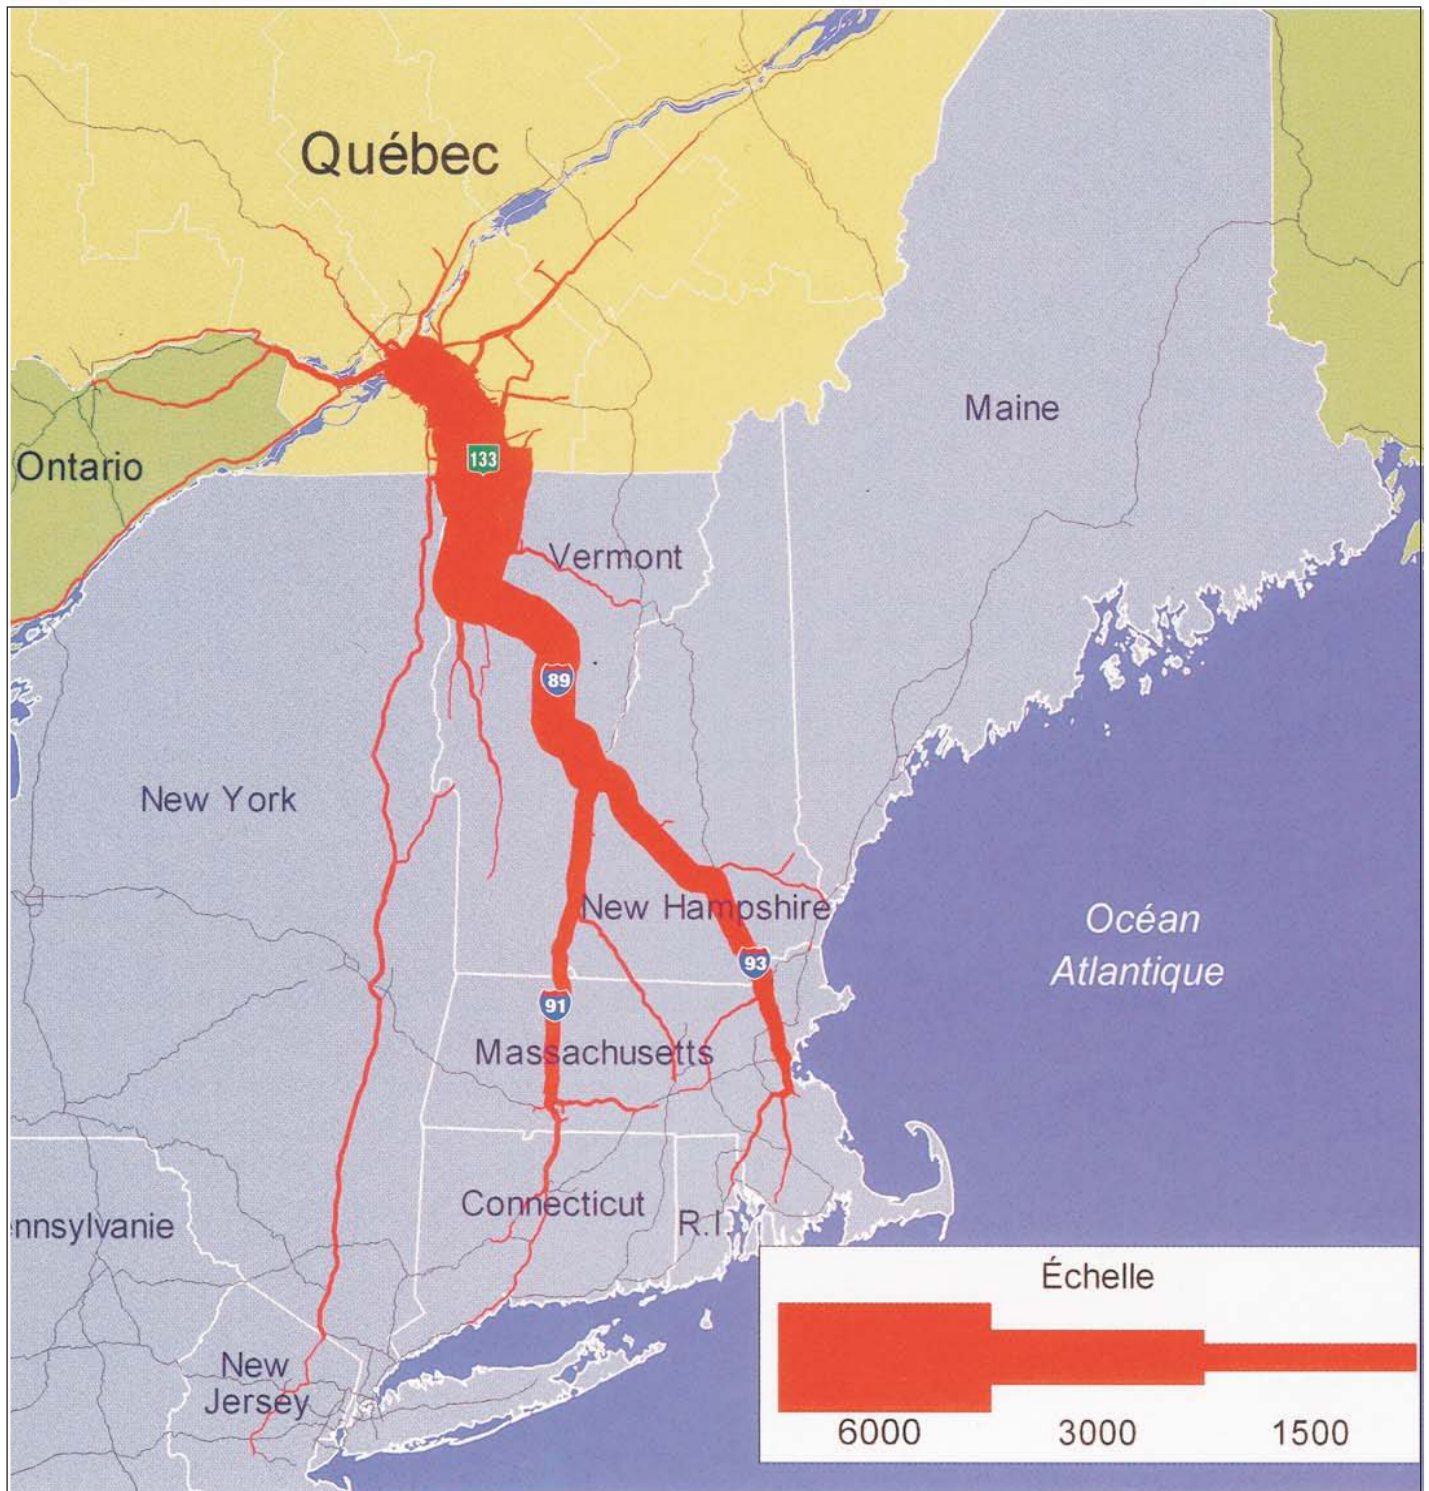 Québec
Maine
133
Ontario
Vermont
89
New York
New Hampshire
Océan
Atlantique
93
91
Massachusetts
Connecticut
R.I.
ennsylvanie
Échelle
New
Jersey
6000
3000
1500